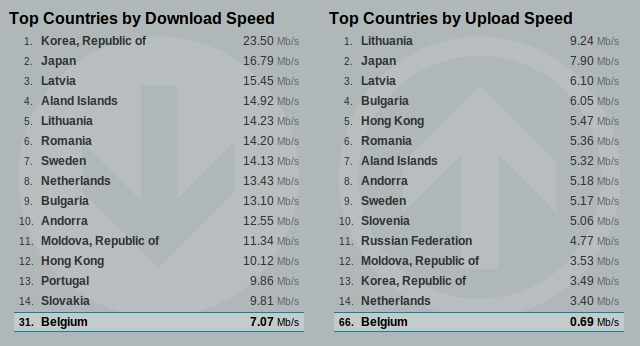 Top Countries by Download Speed
1. Korea, Republic of 23.50 Mb/s
2. Japan 16.79 Mb/s
3. Latvia 15.45 Mb/s
4. Aland Islands 14.92 Mb/s
5. Lithuania 14.23 Mb/s
6. Romania 14.20 Mb/s
7. Sweden 14.13 Mb/s
8. Netherlands 13.43 Mb/s
9. Bulgaria 13.10 Mb/s
10. Andorra 12.55 Mb/s
11. Moldova, Republic of 11.34 Mb/s
12. Hong Kong 10.12 Mb/s
13. Portugal 9.86 Mb/s
14. Slovakia 9.81 Mb/s
31. Belgium 7.07 Mb/s
Top Countries by Upload Speed
1. Lithuania 9.24 Mb/s
2. Japan 7.90 Mb/s
3. Latvia 6.10 Mb/s
4. Bulgaria 6.05 Mb/s
5. Hong Kong 5.47 Mb/s
6. Romania 5.36 Mb/s
7. Aland Islands 5.32 Mb/s
8. Andorra 5.18 Mb/s
9. Sweden 5.17 Mb/s
10. Slovenia 5.06 Mb/s
11. Russian Federation 4.77 Mb/s
12. Moldova, Republic of 3.53 Mb/s
13. Korea, Republic of 3.49 Mb/s
14. Netherlands 3.40 Mb/s
66. Belgium 0.69 Mb/s